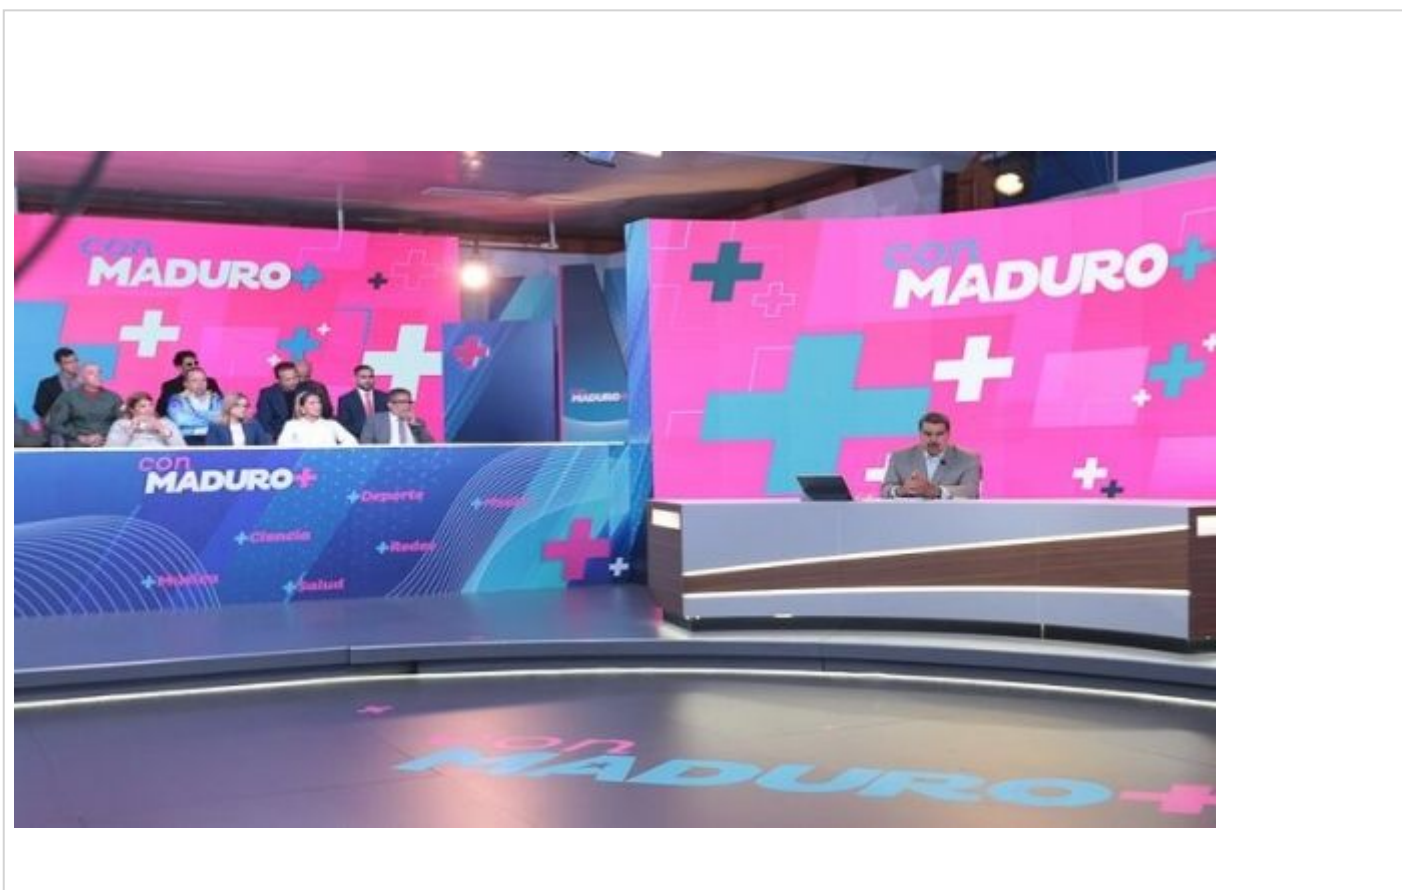 con
MADURO+
con
MADURO+
MADURO+
con
MADURO+
+Deporte
+Ciencia
+Redes
+Música
+Salud
con
MADURO+